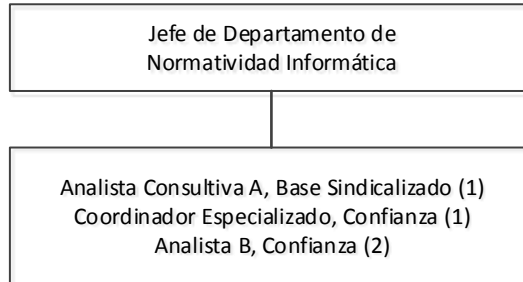 Jefe de Departamento de
Normatividad Informática
Analista Consultiva A, Base Sindicalizado (1)
Coordinador Especializado, Confianza (1)
Analista B, Confianza (2)